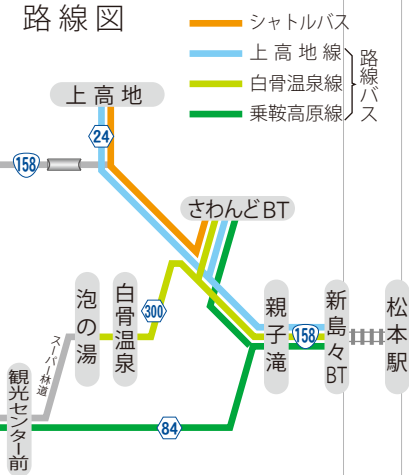 路線図
シャトルバス
上高地線
白骨温泉線
乗鞍高原線
路線バス
上高地
24
158
さわんどBT
泡の湯
白骨温泉
300
親子滝
158
新島々BT
松本駅
スーパー林道
観光センター前
84